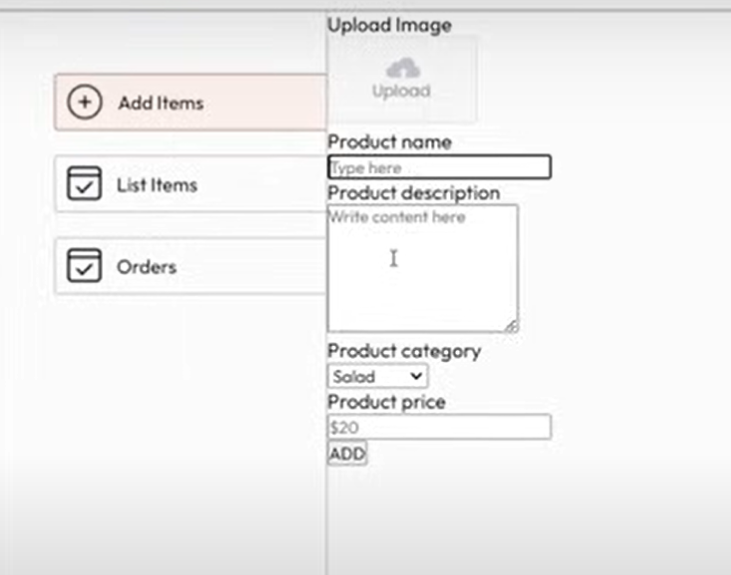 Upload Image
Upload
Add Items
List Items
Orders
Product name
Type here
Product description
Write content here
Product category
Salad
Product price
$20
ADD